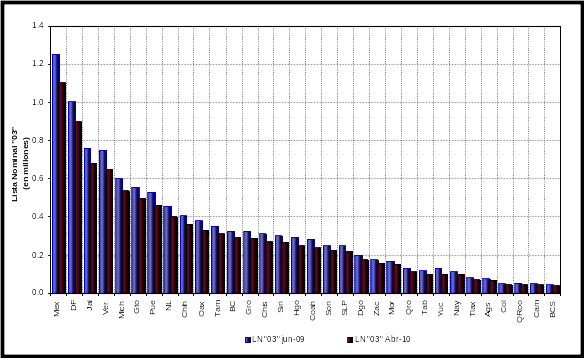 1.4
1.2
1.0
0.8
0.6
0.4
0.2
0.0
Lista Nominal "03"
(en millones)
Mex DF Jal Ver Mich Gto Pue NL Chih Oax Tam BC Gro Chis Sin Hgo Coah Son SLP Dgo Zac Mor Qro Tab Yuc Nay Tlax Ags Col QRoo Cam BCS
LN "03" jun-09 LN "03" Abr-10